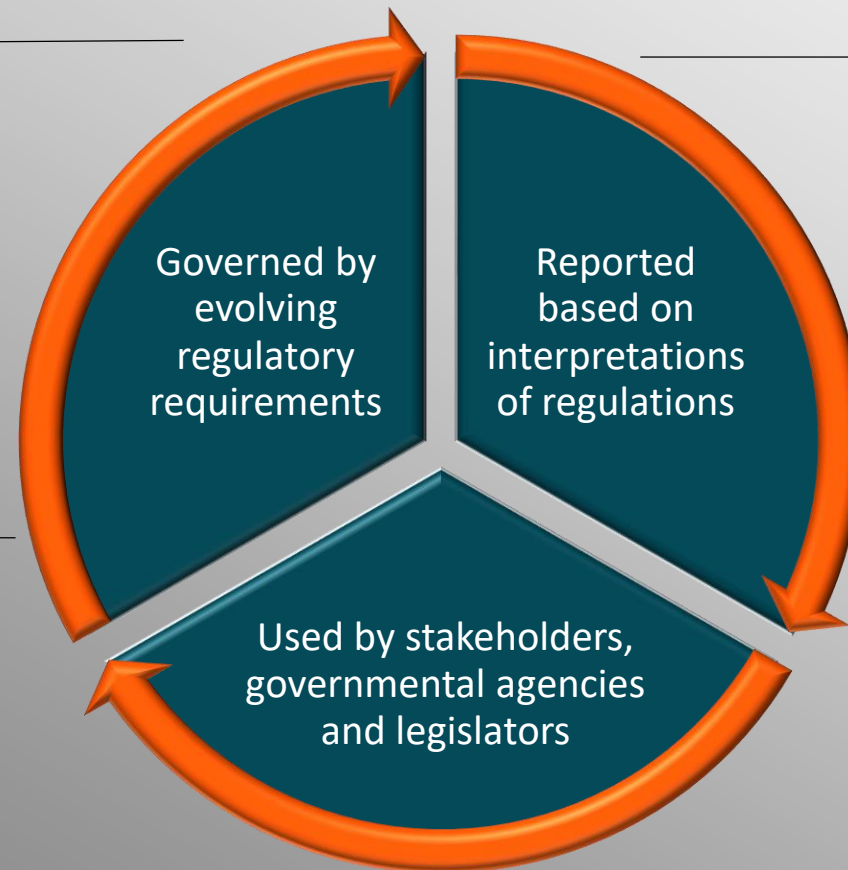 Governed by
evolving
regulatory
requirements
Reported
based on
interpretations
of regulations
Used by stakeholders,
governmental agencies
and legislators